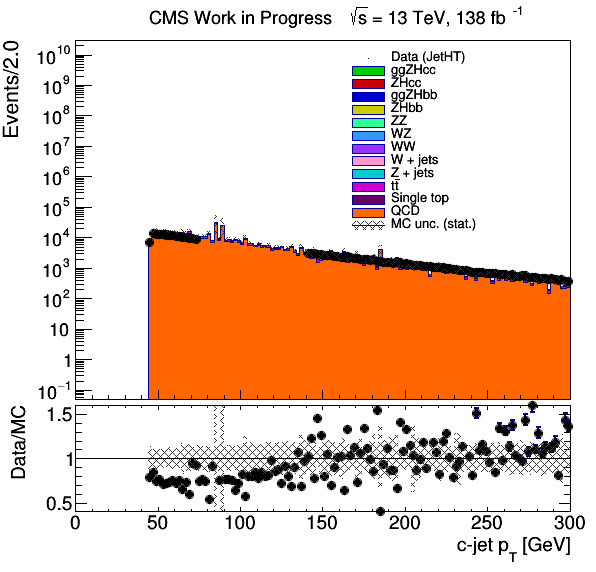 CMS Work in Progress √s = 13 TeV, 138 fb⁻¹
Events/2.0
10¹⁰
10⁹
10⁸
10⁷
10⁶
10⁵
10⁴
10³
10²
10
1
10⁻¹
Data (JetHT)
ggZHcc
ZHcc
ggZHbb
ZHbb
ZZ
WZ
WW
W + jets
Z + jets
tt̄
Single top
QCD
MC unc. (stat.)
Data/MC
1.5
1
0.5
0 50 100 150 200 250 300
c-jet p_T [GeV]